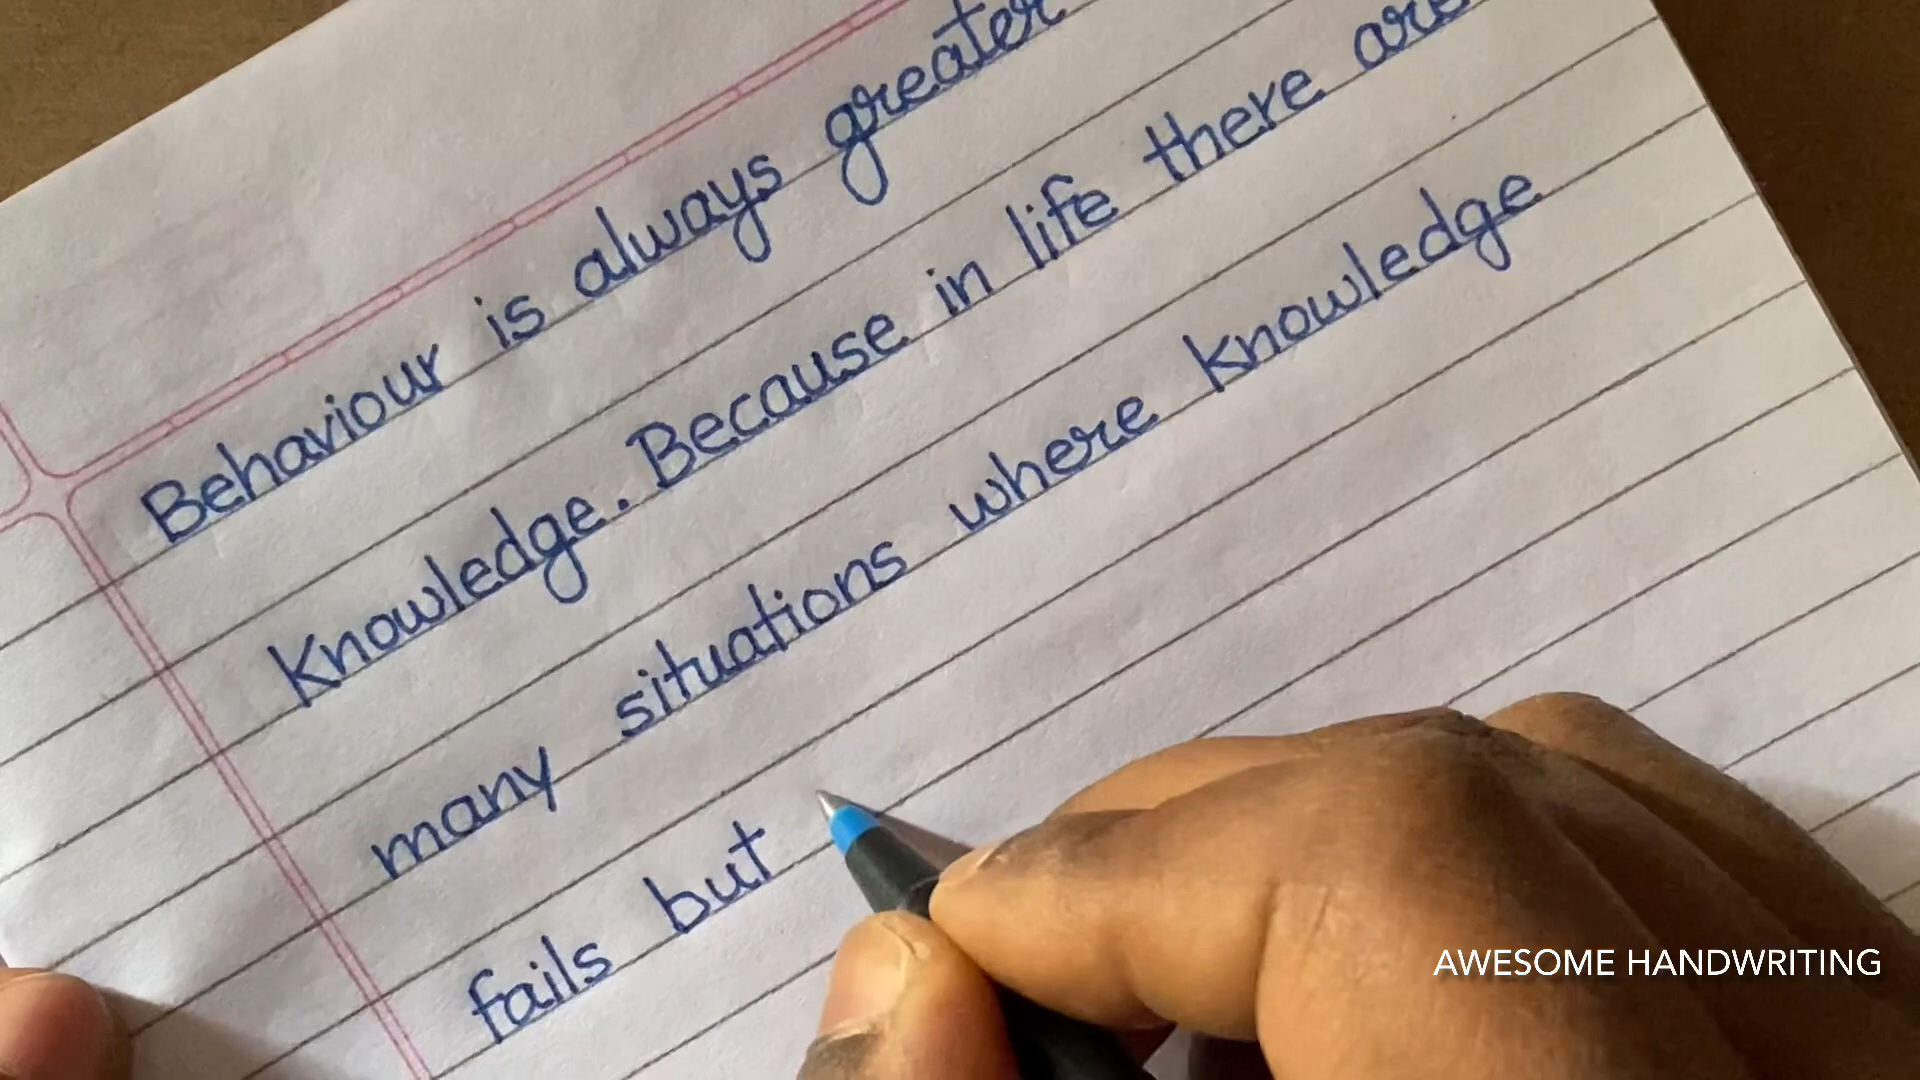 Behaviour is always greater
Knowledge. Because in life there are
many situations where knowledge
fails but
AWESOME HANDWRITING